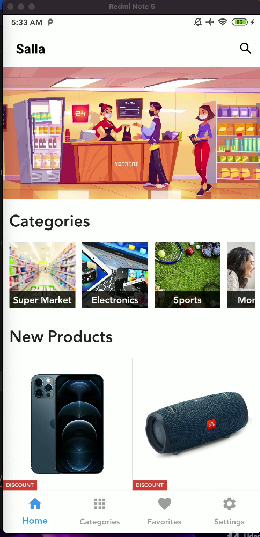 Redmi Note 5
5:33 AM
Salla
24
Categories
Super Market
Electronics
Sports
New Products
JBL
DISCOUNT
DISCOUNT
Home
Categories
Favorites
Settings